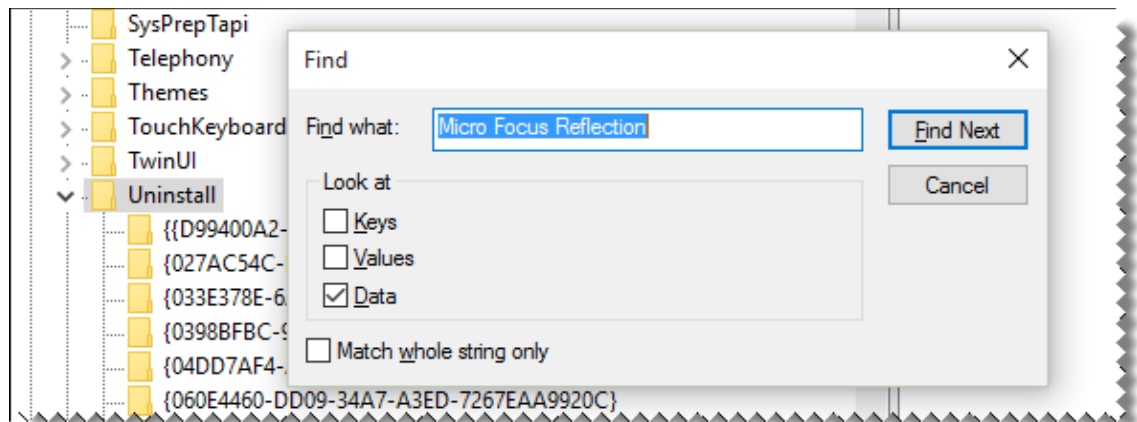 SysPrepTapi
Telephony
Themes
TouchKeyboard
TwinUI
Uninstall
{{D99400A2-
{027AC54C-
{033E378E-6
{0398BFBC-9
{04DD7AF4-
{060E4460-DD09-34A7-A3ED-7267EAA9920C}
Find
Find what: Micro Focus Reflection
Find Next
Cancel
Look at
Keys
Values
Data
Match whole string only